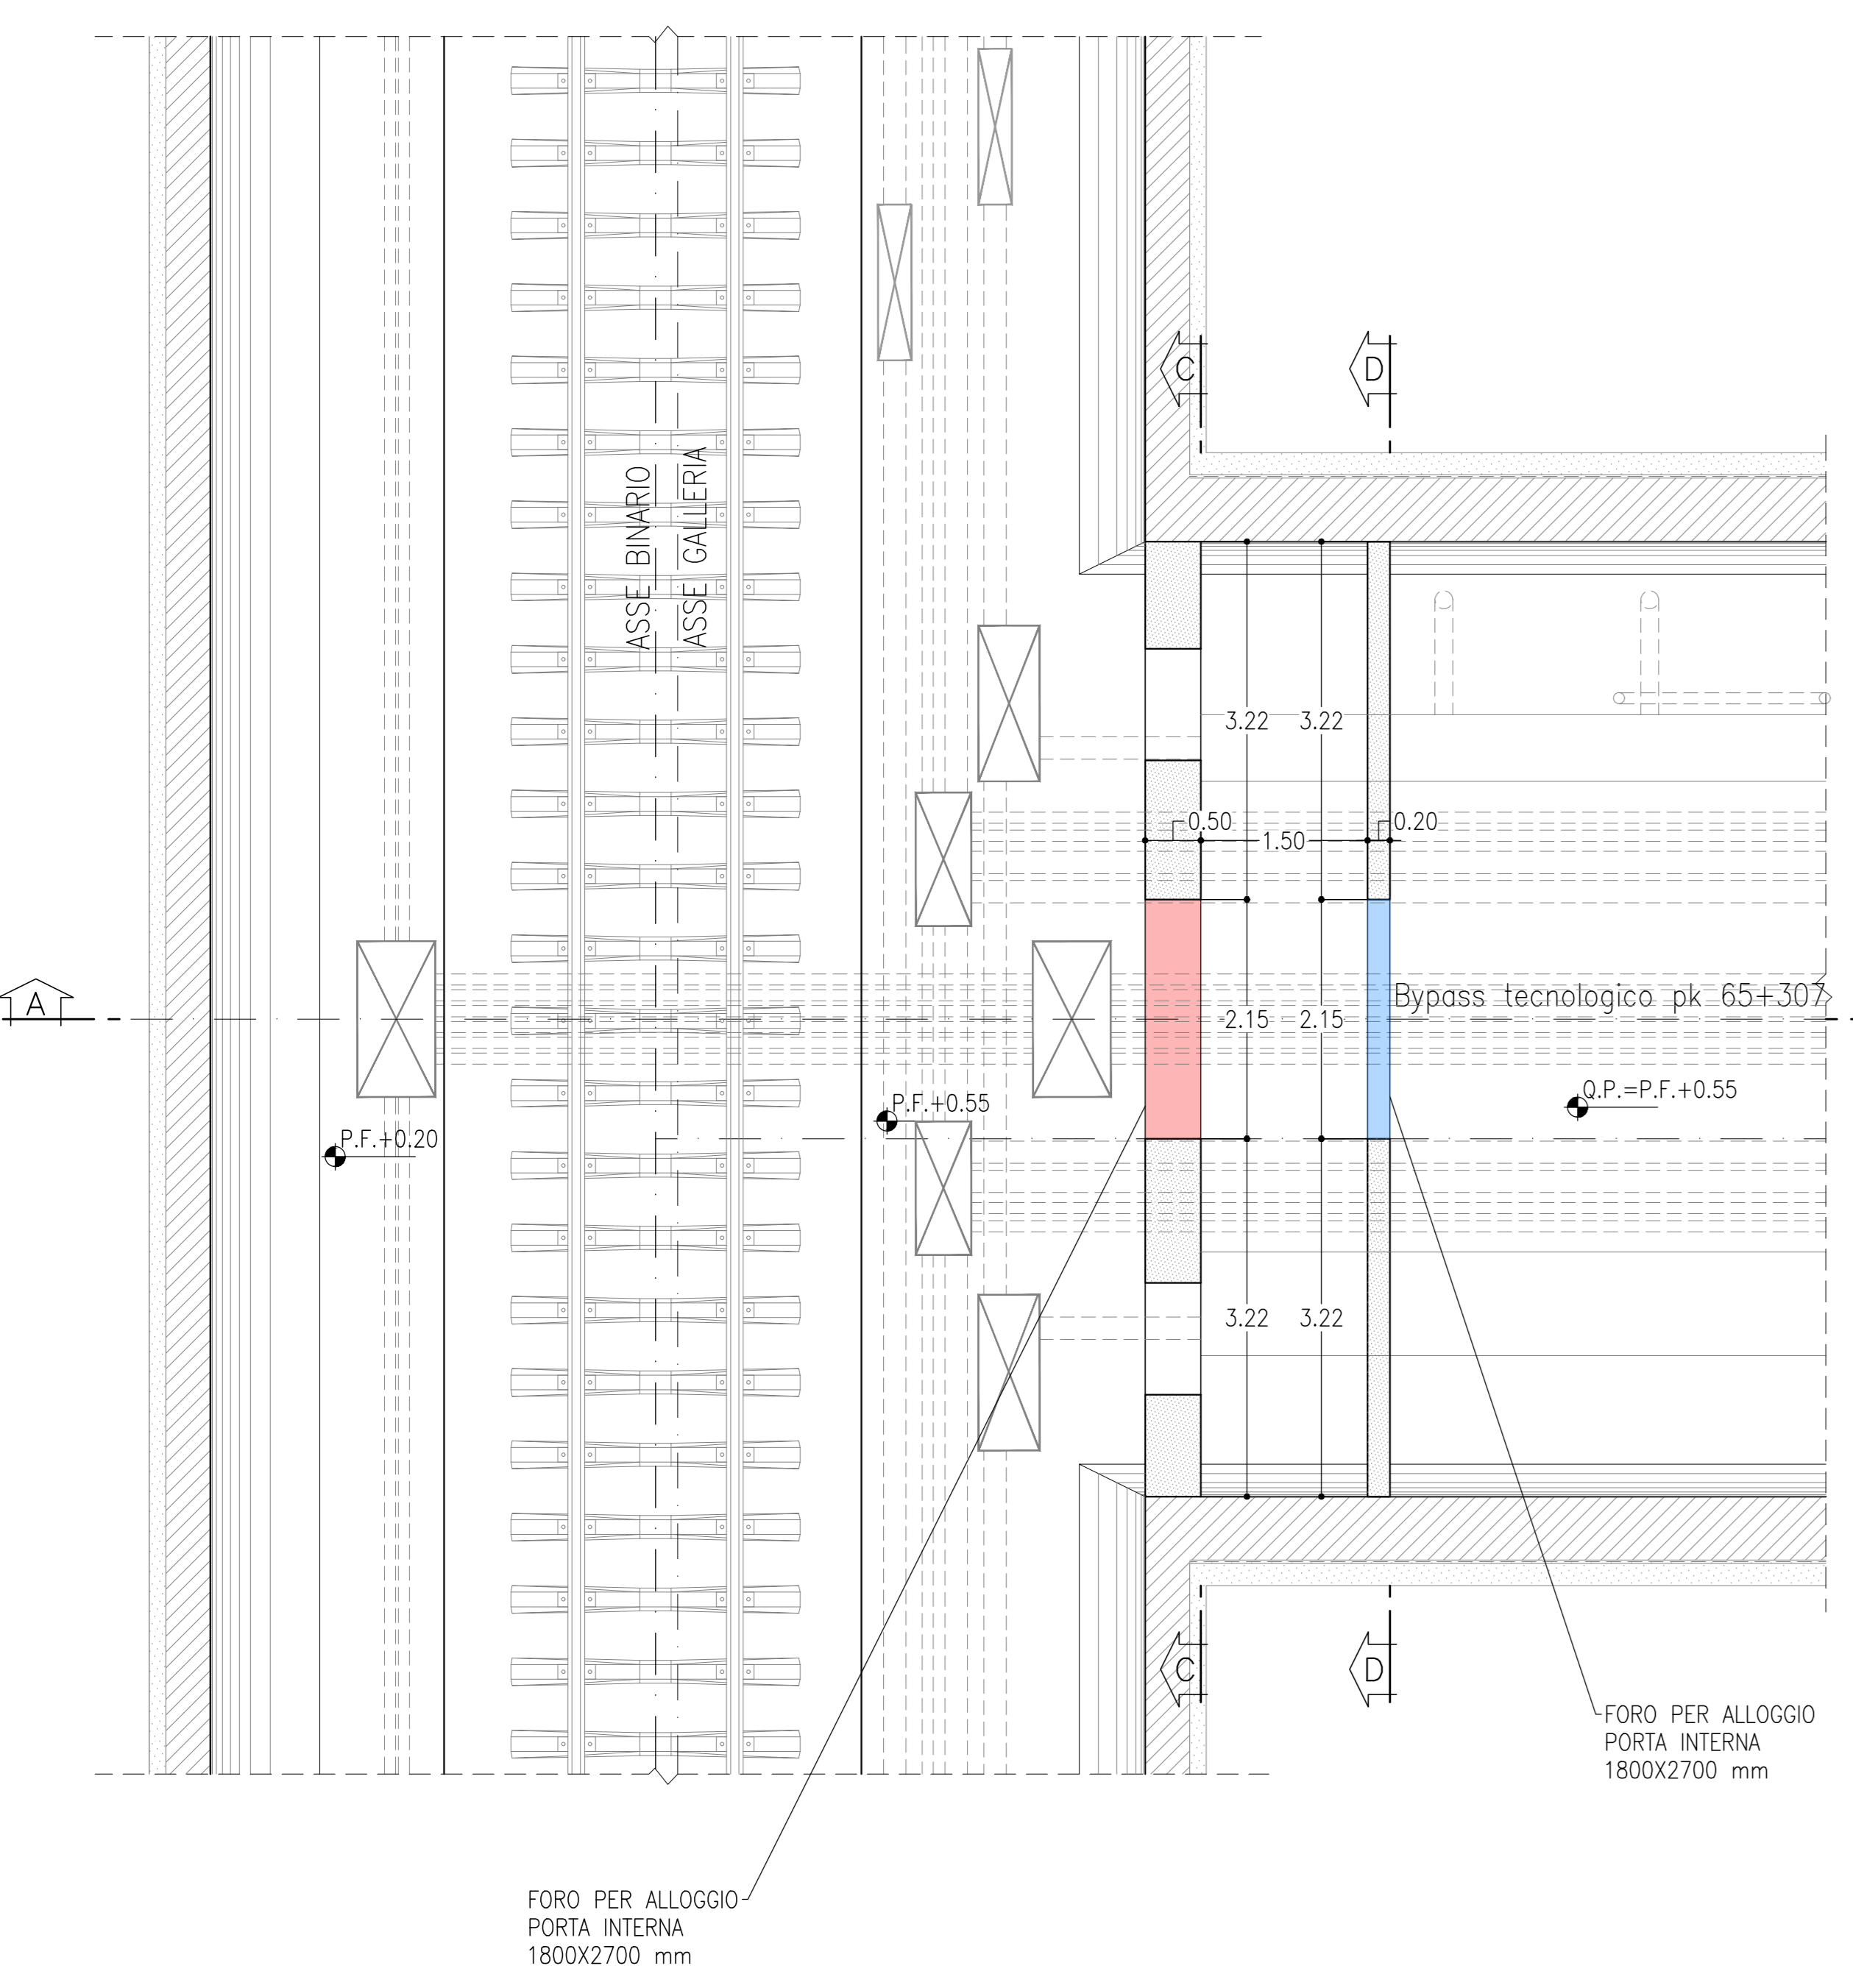 C
D
ASSE BINARIO
ASSE GALLERIA
3.22
3.22
0.50
1.50
0.20
A
Bypass tecnologico pk 65+307
2.15
2.15
P.F.+0.55
Q.P.=P.F.+0.55
P.F.+0.20
3.22
3.22
C
D
FORO PER ALLOGGIO
PORTA INTERNA
1800X2700 mm
FORO PER ALLOGGIO
PORTA INTERNA
1800X2700 mm